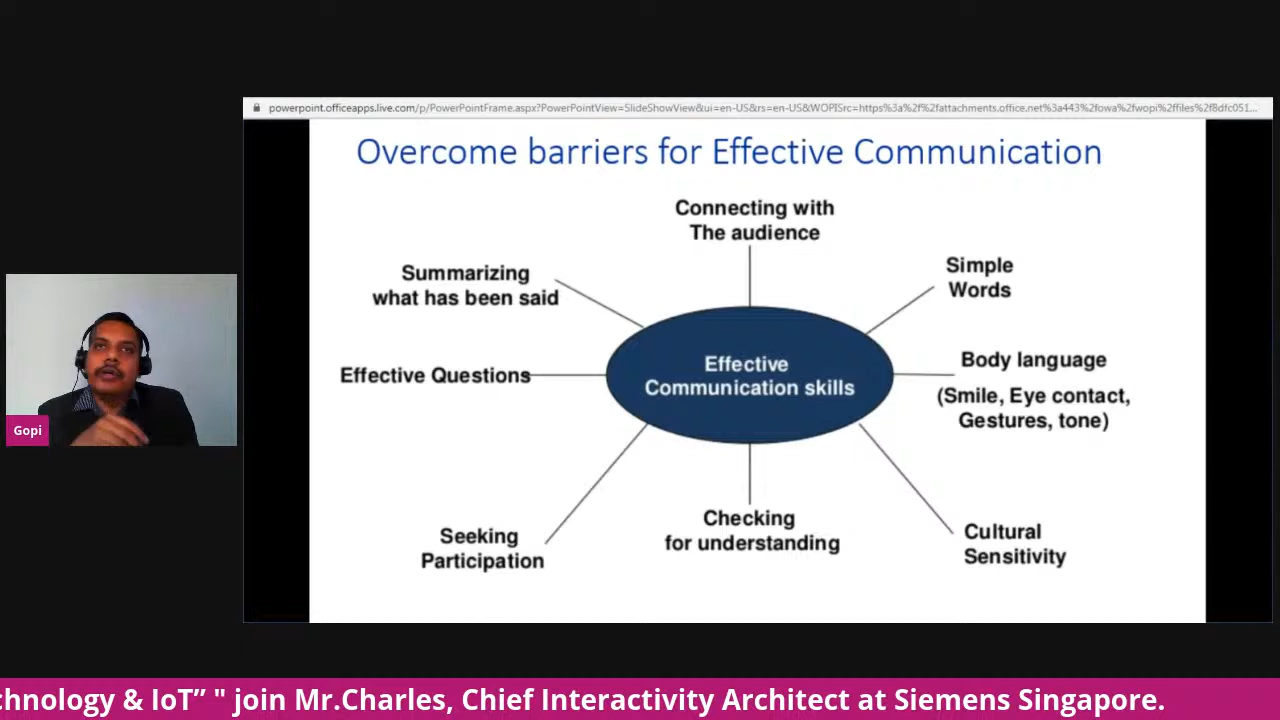 powerpoint.officeapps.live.com/p/PowerPointFrame.aspx?PowerPointView=SlideShowView&ui=en-US&rs=en-US&WOPISrc=https%3a%2f%2fattachments.office.net%3a443%2fowa%2fwopi%2ffiles%2f8dfc051...
Overcome barriers for Effective Communication
Connecting with
The audience
Summarizing
what has been said
Simple
Words
Effective Questions
Effective
Communication skills
Body language
(Smile, Eye contact,
Gestures, tone)
Seeking
Participation
Checking
for understanding
Cultural
Sensitivity
Gopi
chnology & IoT” " join Mr.Charles, Chief Interactivity Architect at Siemens Singapore.